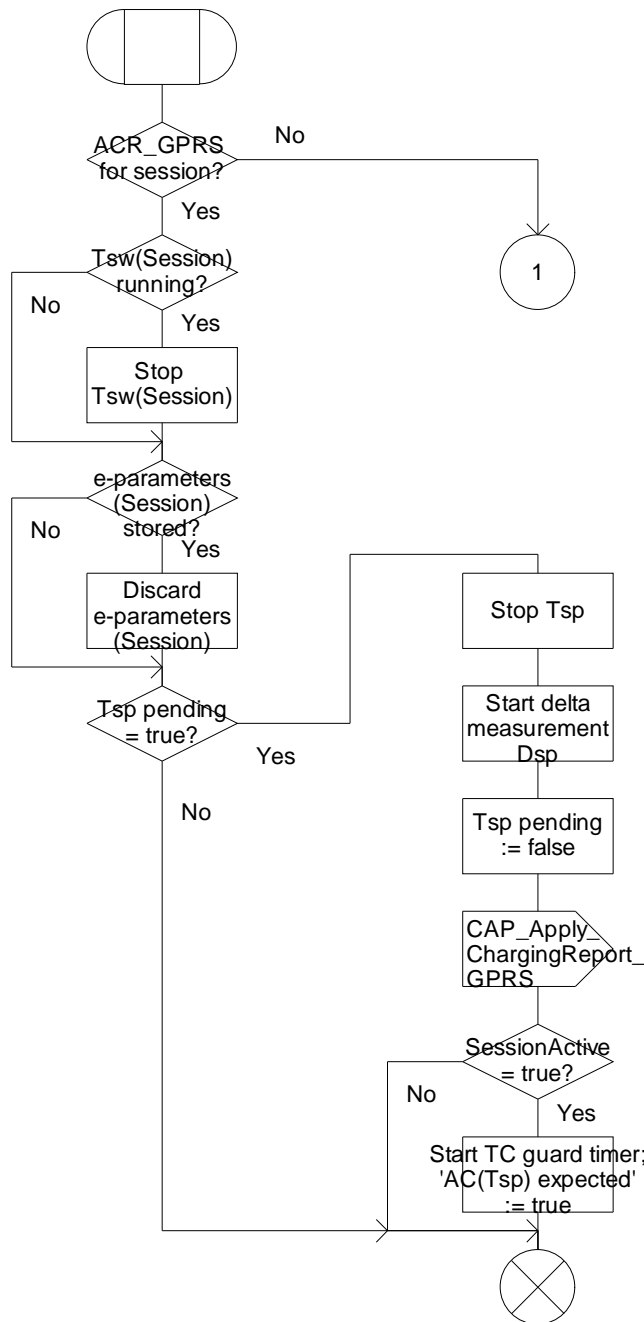 ACR_GPRS
for session?
No
Yes
Tsw(Session)
running?
1
No
Yes
Stop
Tsw(Session)
e-parameters
(Session)
stored?
No
Yes
Discard
e-parameters
(Session)
Stop Tsp
Tsp pending
= true?
Yes
No
Start delta
measurement
Dsp
Tsp pending
:= false
CAP_Apply_
ChargingReport_
GPRS
SessionActive
= true?
No
Yes
Start TC guard timer;
'AC(Tsp) expected'
:= true